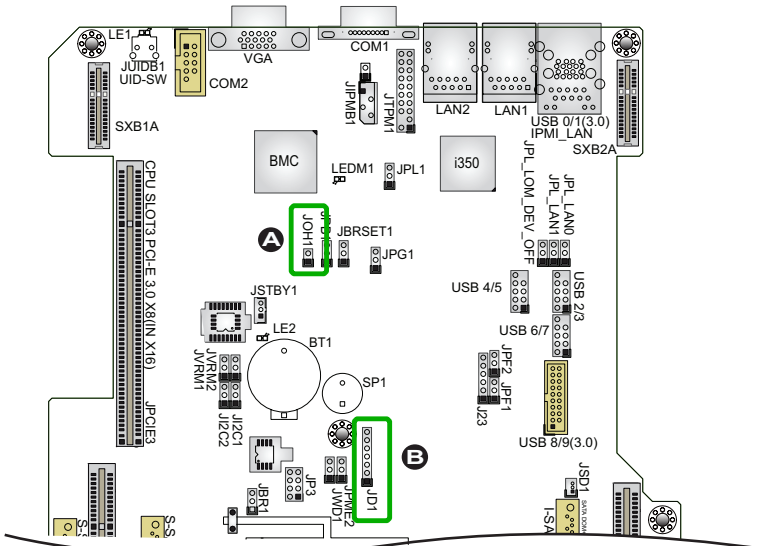 LE1
JUIDB1
UID-SW
COM2
VGA
COM1
JIPMB1
JTPM1
LAN2
LAN1
USB 0/1(3.0)
IPMI_LAN
SXB1A
SXB2A
BMC
LEDM1
JPL1
i350
JPL_LAN0
JPL_LAN1
JPL_LOM_DEV_OFF
CPU SLOT3 PCI-E 3.0 X8(IN X16)
JPCIE3
A
JOH1
JBRSET1
JPG1
USB 4/5
USB 2/3
USB 6/7
JSTBY1
LE2
BT1
SP1
JVRM2
JVRM1
JI2C1
JI2C2
JPF2
JPF1
J23
USB 8/9(3.0)
B
JD1
JP3
JPME2
JWD1
JBR1
JSD1
I-SA
SATA DOM
S-S
S-S